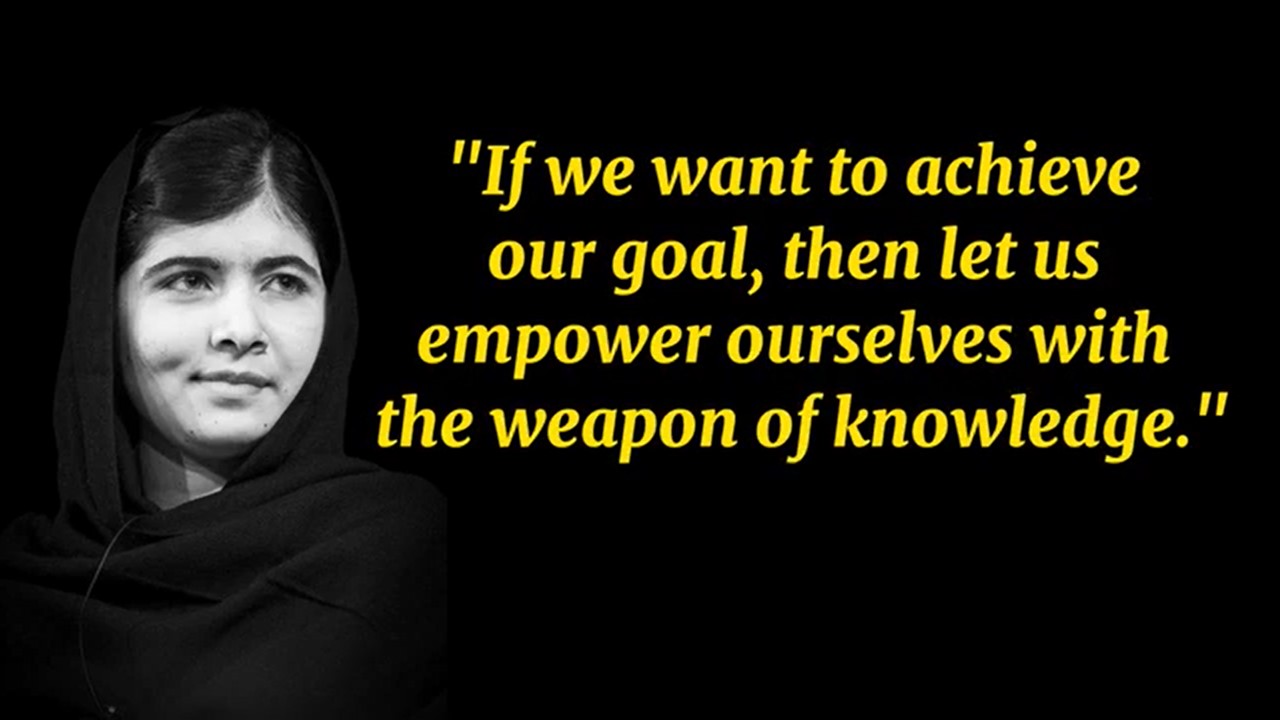 "If we want to achieve
our goal, then let us
empower ourselves with
the weapon of knowledge."